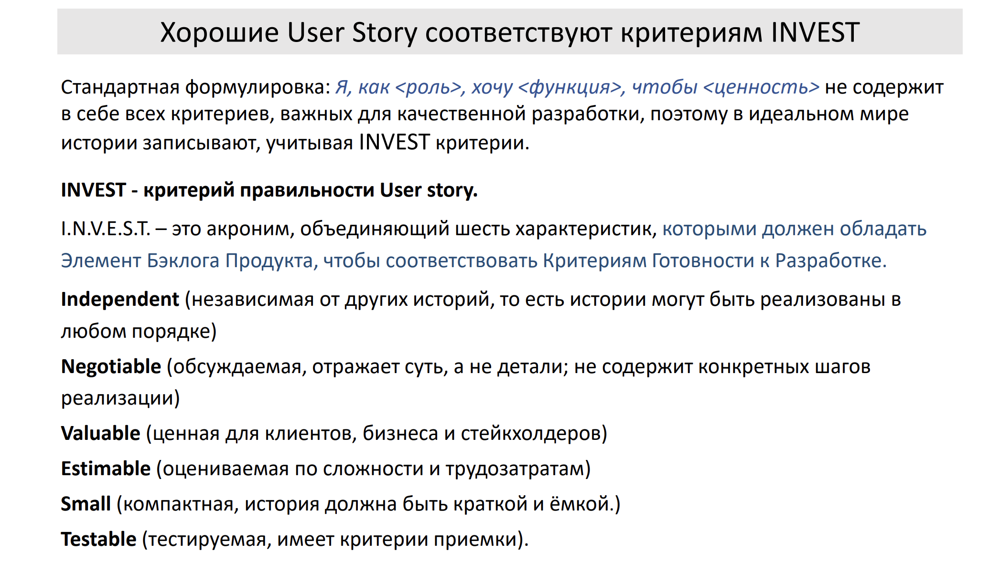 Хорошие User Story соответствуют критериям INVEST
Стандартная формулировка: Я, как <роль>, хочу <функция>, чтобы <ценность> не содержит
в себе всех критериев, важных для качественной разработки, поэтому в идеальном мире
истории записывают, учитывая INVEST критерии.
INVEST - критерий правильности User story.
I.N.V.E.S.T. – это акроним, объединяющий шесть характеристик, которыми должен обладать
Элемент Бэклога Продукта, чтобы соответствовать Критериям Готовности к Разработке.
Independent (независимая от других историй, то есть истории могут быть реализованы в
любом порядке)
Negotiable (обсуждаемая, отражает суть, а не детали; не содержит конкретных шагов
реализации)
Valuable (ценная для клиентов, бизнеса и стейкхолдеров)
Estimable (оцениваемая по сложности и трудозатратам)
Small (компактная, история должна быть краткой и ёмкой.)
Testable (тестируемая, имеет критерии приемки).